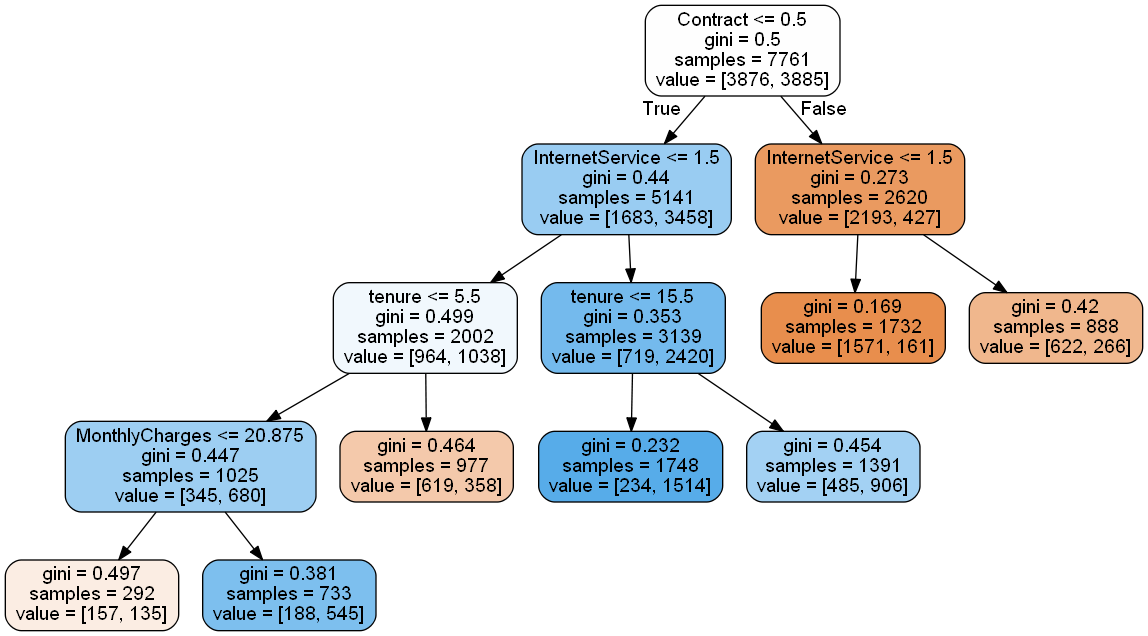 Contract <= 0.5
gini = 0.5
samples = 7761
value = [3876, 3885]
True
False
InternetService <= 1.5
gini = 0.44
samples = 5141
value = [1683, 3458]
InternetService <= 1.5
gini = 0.273
samples = 2620
value = [2193, 427]
tenure <= 5.5
gini = 0.499
samples = 2002
value = [964, 1038]
tenure <= 15.5
gini = 0.353
samples = 3139
value = [719, 2420]
gini = 0.169
samples = 1732
value = [1571, 161]
gini = 0.42
samples = 888
value = [622, 266]
MonthlyCharges <= 20.875
gini = 0.447
samples = 1025
value = [345, 680]
gini = 0.464
samples = 977
value = [619, 358]
gini = 0.232
samples = 1748
value = [234, 1514]
gini = 0.454
samples = 1391
value = [485, 906]
gini = 0.497
samples = 292
value = [157, 135]
gini = 0.381
samples = 733
value = [188, 545]